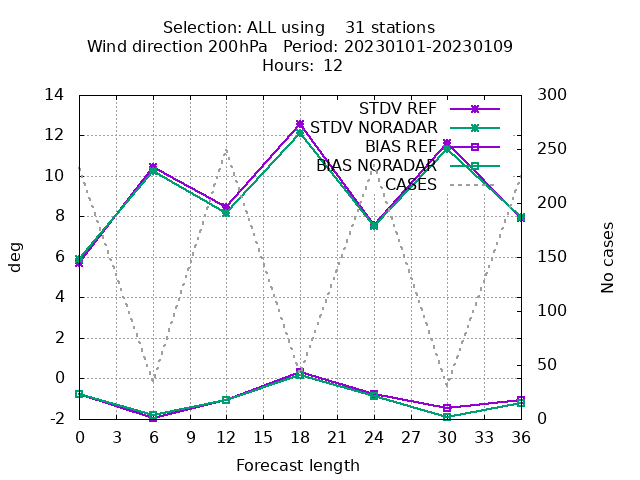 Selection: ALL using    31 stations
Wind direction 200hPa   Period: 20230101-20230109
Hours:  12
STDV REF
STDV NORADAR
BIAS REF
BIAS NORADAR
CASES
14
12
10
8
6
4
2
0
-2
deg
300
250
200
150
100
50
0
No cases
0 3 6 9 12 15 18 21 24 27 30 33 36
Forecast length